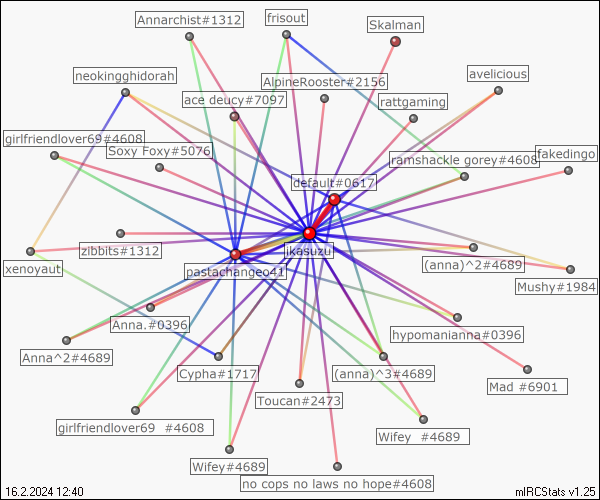 Annarchist#1312
frisout
Skalman
neokingghidorah
AlpineRooster#2156
avelicious
ace deucy#7097
rattgaming
girlfriendlover69#4608
Soxy Foxy#5076
ramshackle gorey#4608
fakedingo
default#0617
zibbits#1312
ikasuzu
xenoyaut
pastachangeo41
(anna)^2#4689
Mushy#1984
Anna.#0396
hypomanianna#0396
Anna^2#4689
Cypha#1717
(anna)^3#4689
Mad #6901
Toucan#2473
girlfriendlover69 #4608
Wifey #4689
Wifey#4689
no cops no laws no hope#4608
16.2.2024 12:40
mIRCStats v1.25